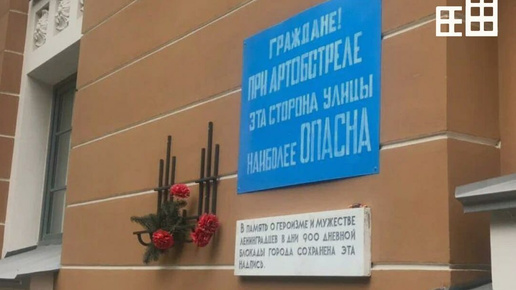 ГРАЖДАНЕ!
ПРИ АРТОБСТРЕЛЕ
ЭТА СТОРОНА УЛИЦЫ
НАИБОЛЕЕ ОПАСНА
В ПАМЯТЬ О ГЕРОИЗМЕ И МУЖЕСТВЕ
ЛЕНИНГРАДЦЕВ В ДНИ 900 ДНЕВНОЙ
БЛОКАДЫ ГОРОДА СОХРАНЕНА ЭТА
НАДПИСЬ